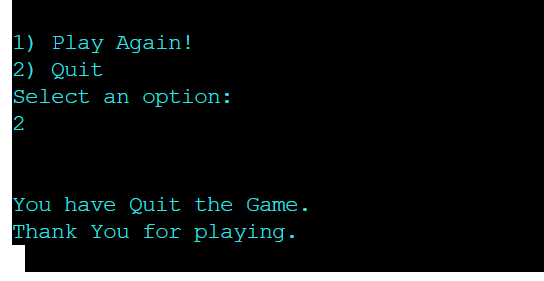 1) Play Again!
2) Quit
Select an option:
2
You have Quit the Game.
Thank You for playing.